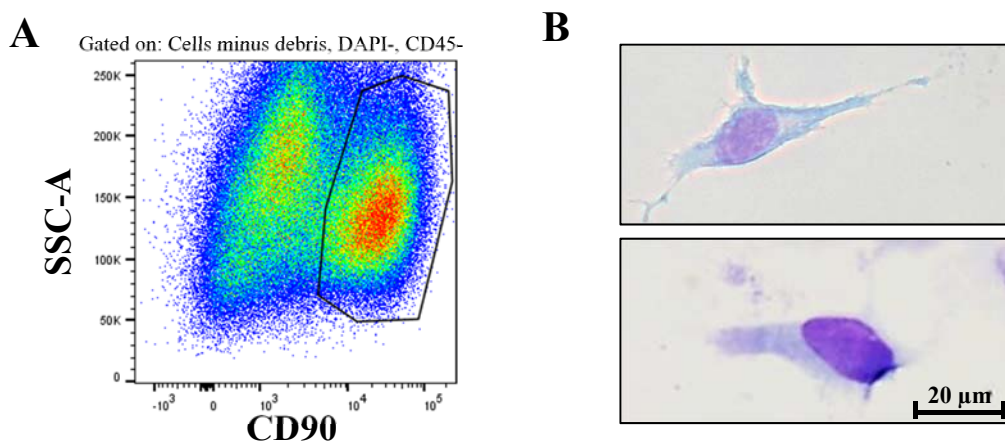 A
Gated on: Cells minus debris, DAPI-, CD45-
250K
200K
150K
100K
50K
0
SSC-A
-10³ 0 10³ 10⁴ 10⁵
CD90
B
20 µm